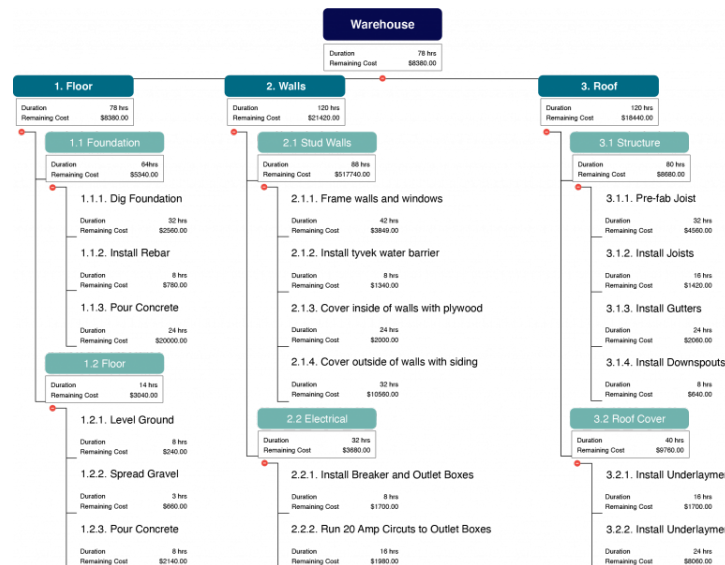 Warehouse
Duration 78 hrs
Remaining Cost $8380.00
1. Floor
Duration 78 hrs
Remaining Cost $8380.00
1.1 Foundation
Duration 64hrs
Remaining Cost $5340.00
1.1.1. Dig Foundation
Duration 32 hrs
Remaining Cost $2560.00
1.1.2. Install Rebar
Duration 8 hrs
Remaining Cost $780.00
1.1.3. Pour Concrete
Duration 24 hrs
Remaining Cost $20000.00
1.2 Floor
Duration 14 hrs
Remaining Cost $3040.00
1.2.1. Level Ground
Duration 8 hrs
Remaining Cost $240.00
1.2.2. Spread Gravel
Duration 3 hrs
Remaining Cost $660.00
1.2.3. Pour Concrete
Duration 8 hrs
Remaining Cost $2140.00
2. Walls
Duration 120 hrs
Remaining Cost $21420.00
2.1 Stud Walls
Duration 88 hrs
Remaining Cost $517740.00
2.1.1. Frame walls and windows
Duration 42 hrs
Remaining Cost $3849.00
2.1.2. Install tyvek water barrier
Duration 8 hrs
Remaining Cost $1340.00
2.1.3. Cover inside of walls with plywood
Duration 24 hrs
Remaining Cost $2000.00
2.1.4. Cover outside of walls with siding
Duration 32 hrs
Remaining Cost $10560.00
2.2 Electrical
Duration 32 hrs
Remaining Cost $3680.00
2.2.1. Install Breaker and Outlet Boxes
Duration 8 hrs
Remaining Cost $1700.00
2.2.2. Run 20 Amp Circuts to Outlet Boxes
Duration 16 hrs
Remaining Cost $1980.00
3. Roof
Duration 120 hrs
Remaining Cost $18440.00
3.1 Structure
Duration 80 hrs
Remaining Cost $8680.00
3.1.1. Pre-fab Joist
Duration 32 hrs
Remaining Cost $4560.00
3.1.2. Install Joists
Duration 16 hrs
Remaining Cost $1420.00
3.1.3. Install Gutters
Duration 24 hrs
Remaining Cost $2060.00
3.1.4. Install Downspouts
Duration 8 hrs
Remaining Cost $640.00
3.2 Roof Cover
Duration 40 hrs
Remaining Cost $9760.00
3.2.1. Install Underlayme
Duration 16 hrs
Remaining Cost $1700.00
3.2.2. Install Underlayme
Duration 24 hrs
Remaining Cost $8060.00